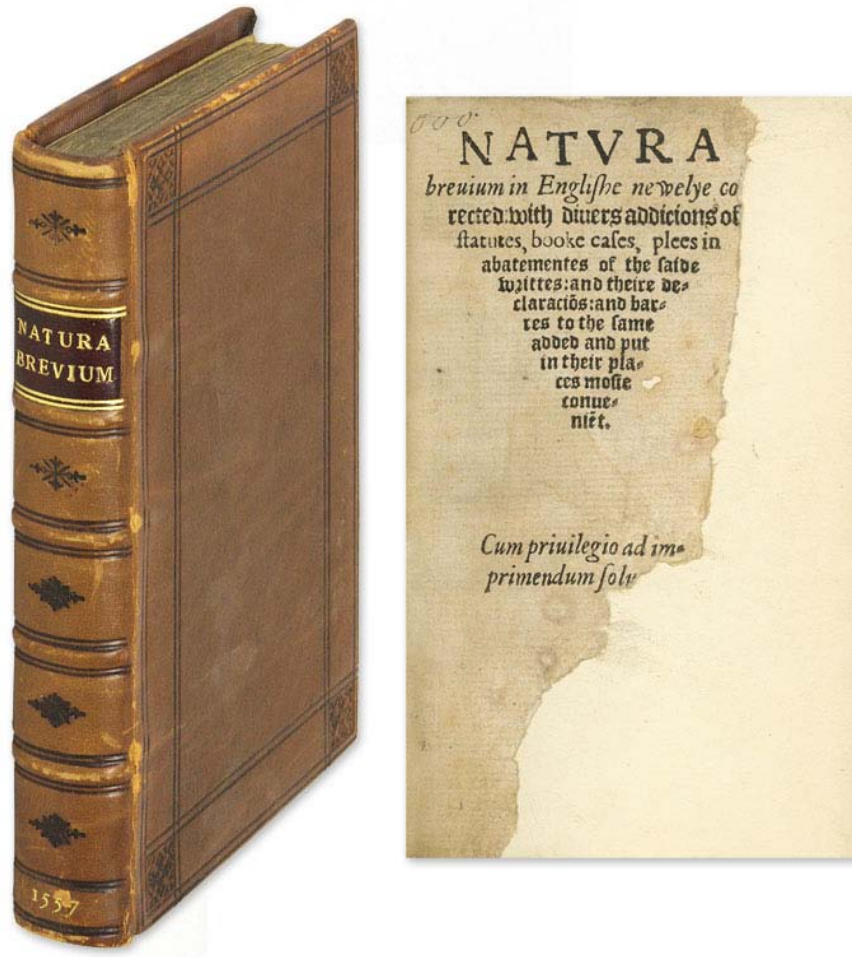 NATURA
BREVIUM
1557
NATVRA
breuium in Engliſhe newelye co
rected:with diuers addicions of
ſtatutes, booke caſes, plees in
abatementes of the ſaide
writtes:and theire de⸗
claraciōs:and bar⸗
res to the ſame
added and put
in their pla⸗
ces moſte
conue⸗
niēt.
Cum priuilegio ad im⸗
primendum ſolu